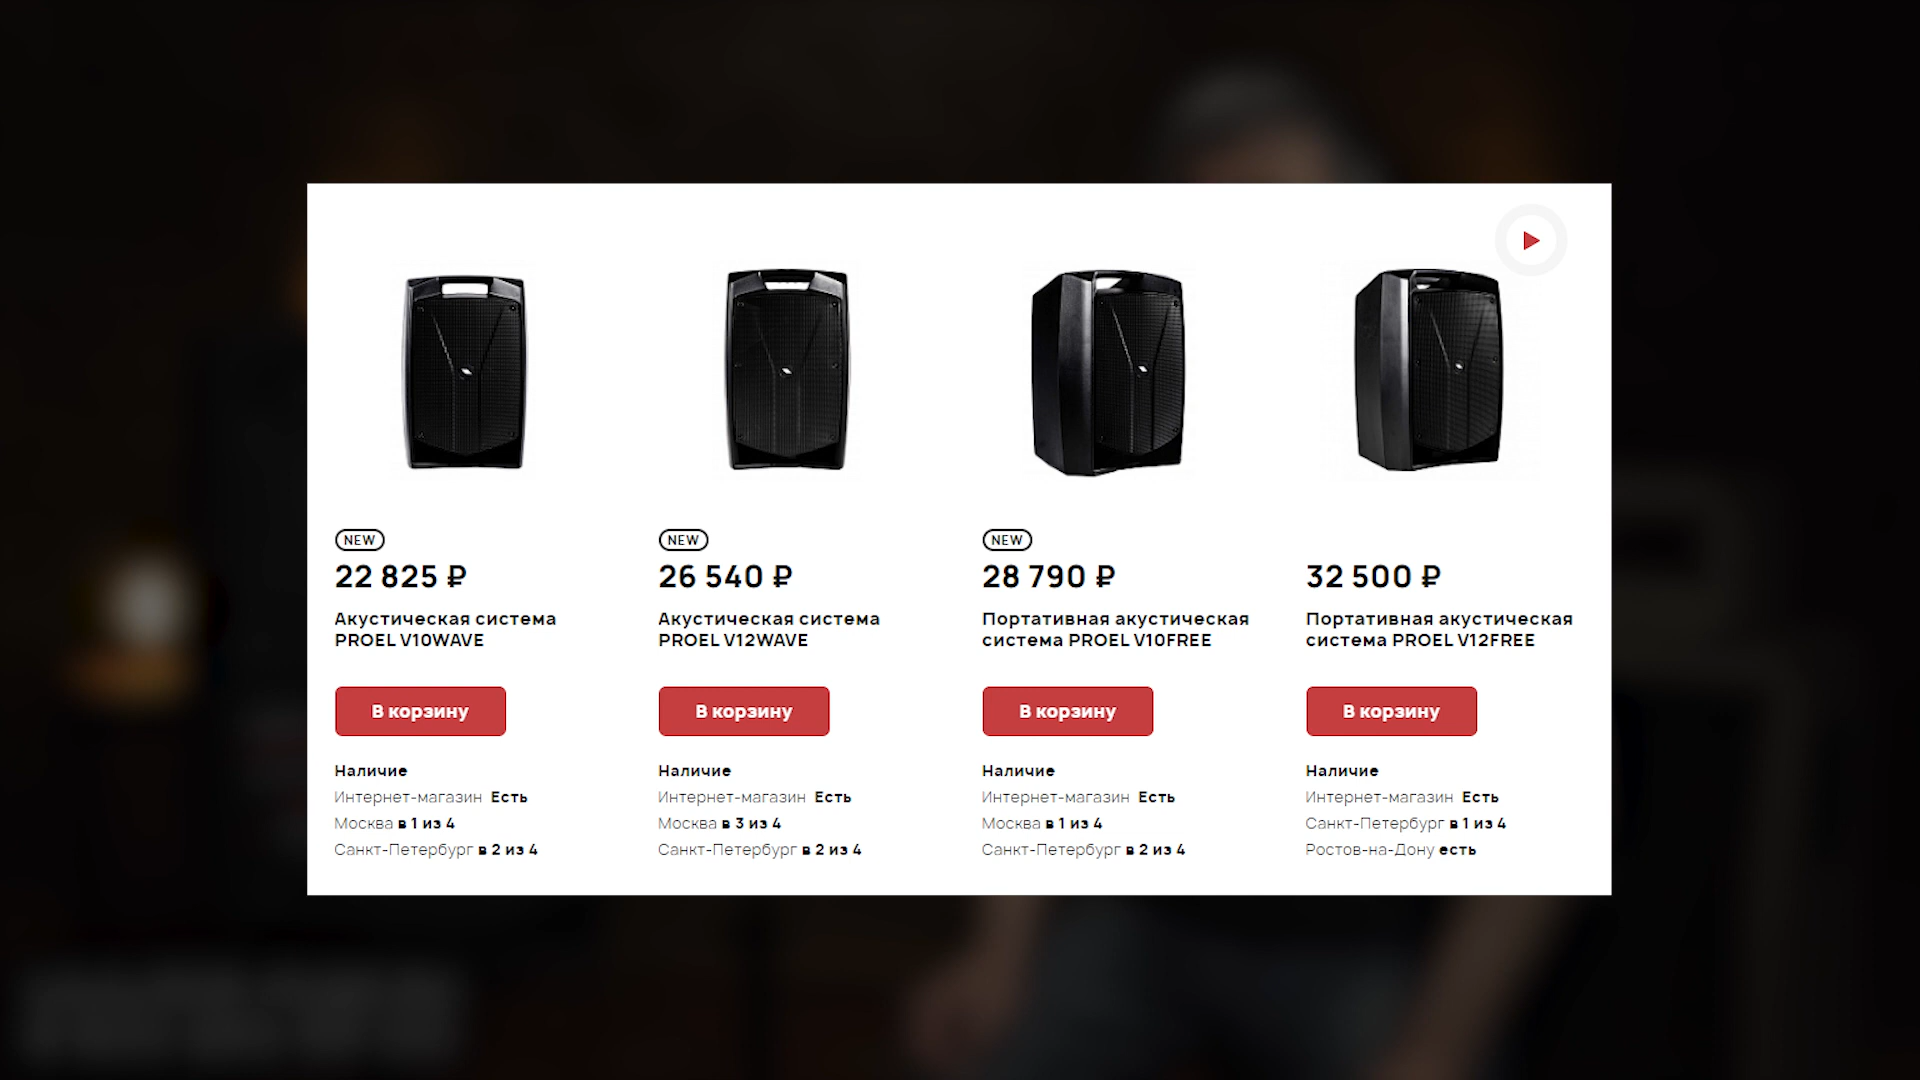 NEW
22 825 ₽
Акустическая система
PROEL V10WAVE
В корзину
Наличие
Интернет-магазин Есть
Москва в 1 из 4
Санкт-Петербург в 2 из 4
NEW
26 540 ₽
Акустическая система
PROEL V12WAVE
В корзину
Наличие
Интернет-магазин Есть
Москва в 3 из 4
Санкт-Петербург в 2 из 4
NEW
28 790 ₽
Портативная акустическая
система PROEL V10FREE
В корзину
Наличие
Интернет-магазин Есть
Москва в 1 из 4
Санкт-Петербург в 2 из 4
32 500 ₽
Портативная акустическая
система PROEL V12FREE
В корзину
Наличие
Интернет-магазин Есть
Санкт-Петербург в 1 из 4
Ростов-на-Дону есть